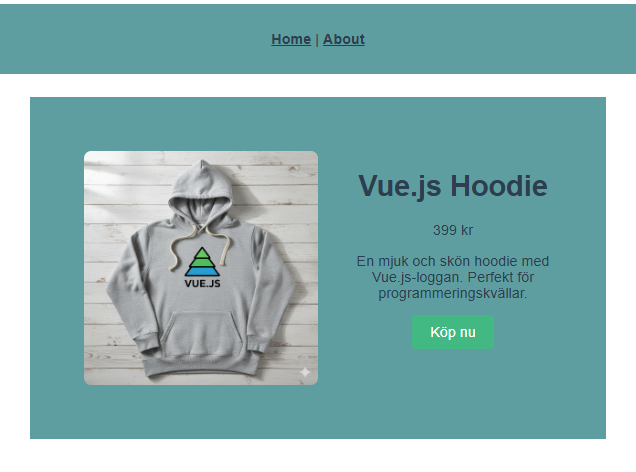 Home | About
Vue.js Hoodie
399 kr
VUE.JS
En mjuk och skön hoodie med
Vue.js-loggan. Perfekt för
programmeringskvällar.
Köp nu